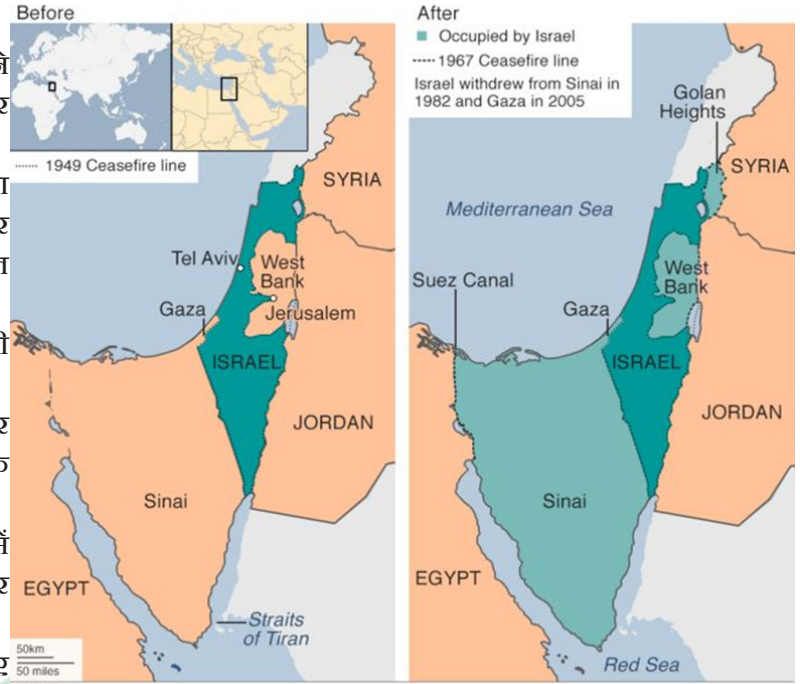 Before
1949 Ceasefire line
SYRIA
Tel Aviv
West
Bank
Gaza
Jerusalem
ISRAEL
JORDAN
Sinai
EGYPT
Straits
of Tiran
50km
50 miles
After
Occupied by Israel
1967 Ceasefire line
Israel withdrew from Sinai in
1982 and Gaza in 2005
Golan
Heights
SYRIA
Mediterranean Sea
Suez Canal
West
Bank
Gaza
ISRAEL
JORDAN
Sinai
EGYPT
Red Sea